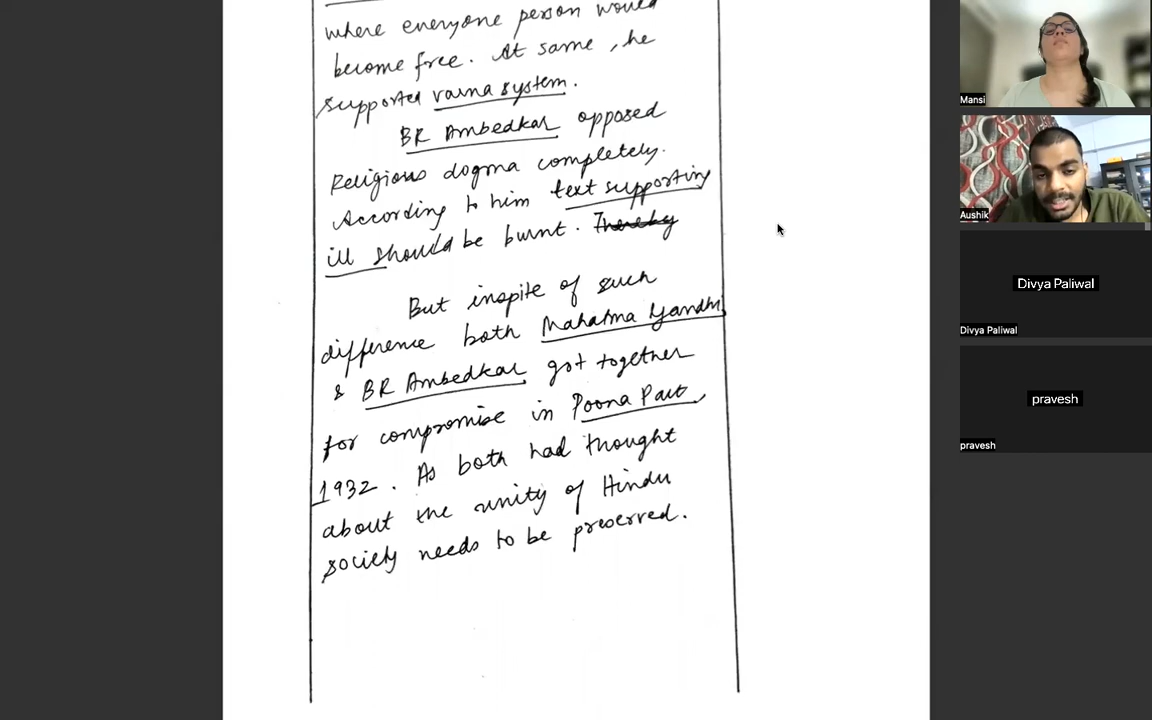 where everyone person would
become free. At same, he
supported varna system.
BR Ambedkar opposed
Religious dogma completely.
According to him text supporting
ill should be burnt. Thereby
But inspite of such
difference both Mahatma Gandhi
& BR Ambedkar got together
for compromise in Poona Pact
1932. As both had thought
about the unity of Hindu
society needs to be preserved.
Mansi
Aushik
Divya Paliwal
Divya Paliwal
pravesh
pravesh